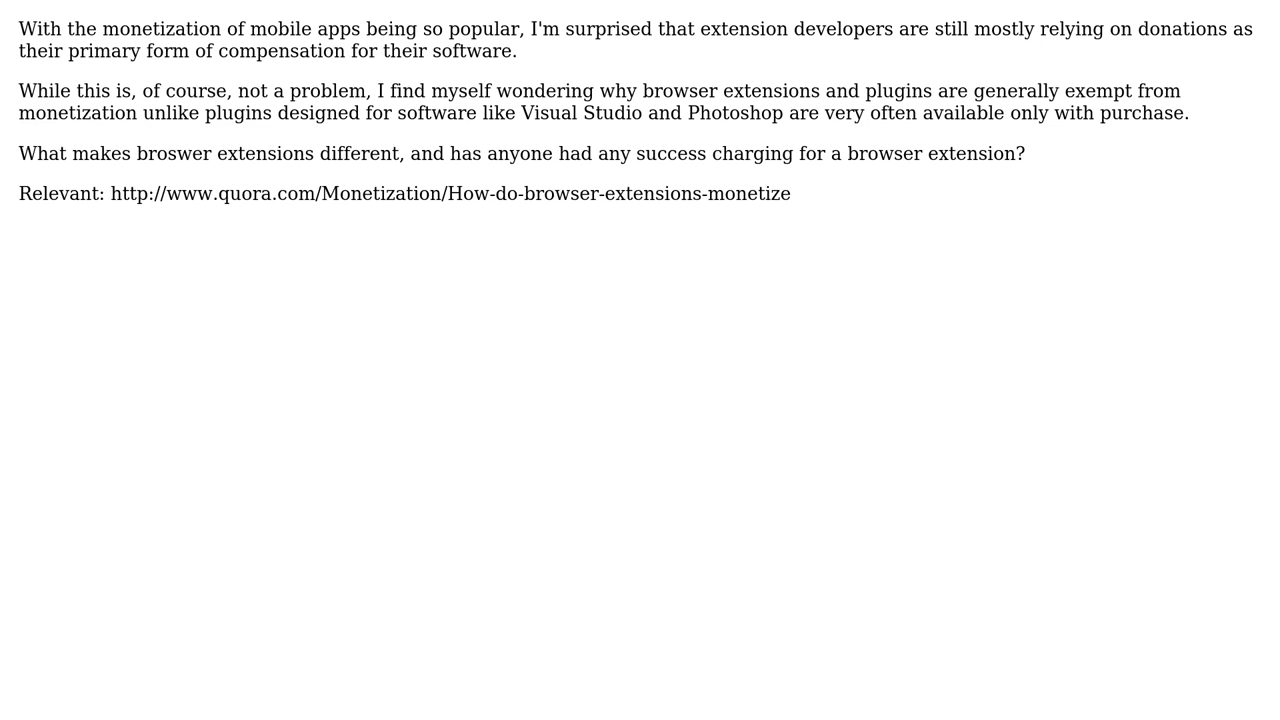 With the monetization of mobile apps being so popular, I'm surprised that extension developers are still mostly relying on donations as
their primary form of compensation for their software.
While this is, of course, not a problem, I find myself wondering why browser extensions and plugins are generally exempt from
monetization unlike plugins designed for software like Visual Studio and Photoshop are very often available only with purchase.
What makes broswer extensions different, and has anyone had any success charging for a browser extension?
Relevant: http://www.quora.com/Monetization/How-do-browser-extensions-monetize